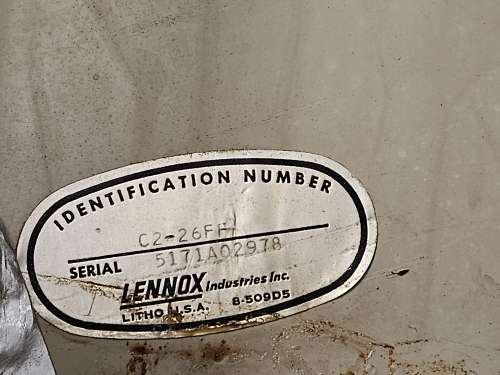 IDENTIFICATION NUMBER
C2-26FF
SERIAL 5171A02978
LENNOX Industries Inc.
LITHO U.S.A. 8-509D5